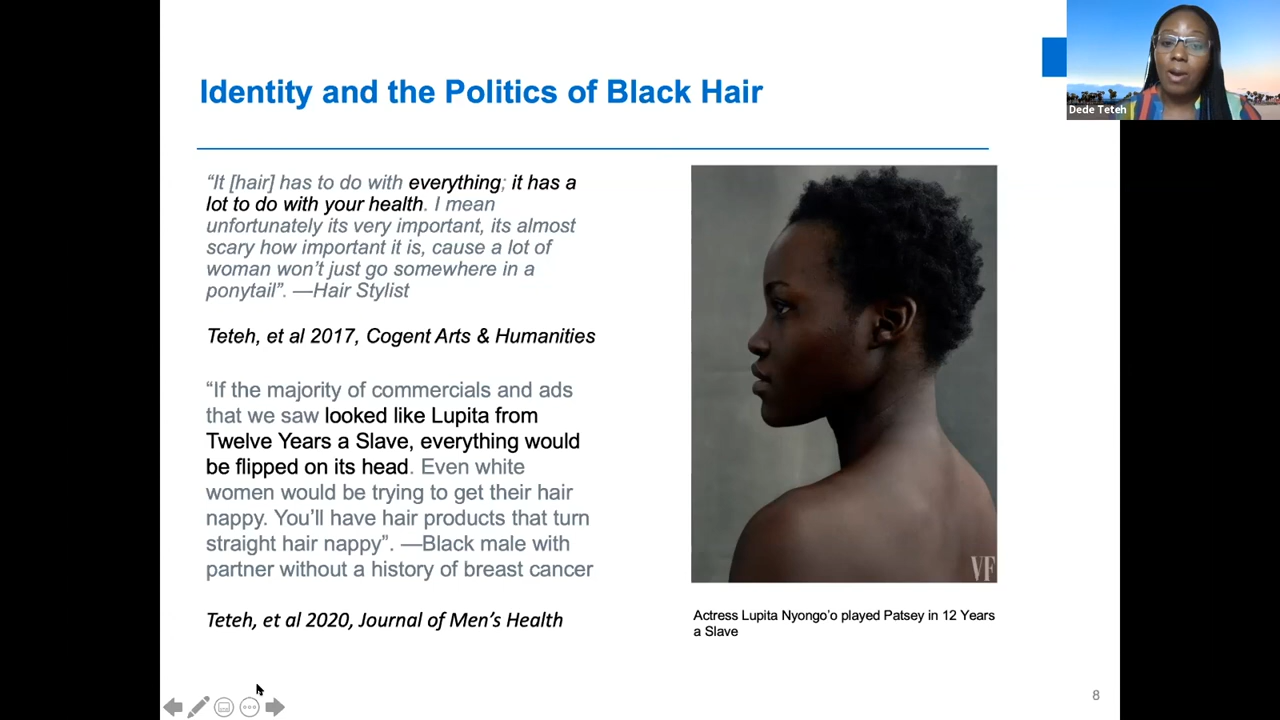 Identity and the Politics of Black Hair
“It [hair] has to do with everything; it has a
lot to do with your health. I mean
unfortunately its very important, its almost
scary how important it is, cause a lot of
woman won’t just go somewhere in a
ponytail”. —Hair Stylist
Teteh, et al 2017, Cogent Arts & Humanities
“If the majority of commercials and ads
that we saw looked like Lupita from
Twelve Years a Slave, everything would
be flipped on its head. Even white
women would be trying to get their hair
nappy. You’ll have hair products that turn
straight hair nappy”. —Black male with
partner without a history of breast cancer
Teteh, et al 2020, Journal of Men’s Health
VF
Actress Lupita Nyongo’o played Patsey in 12 Years
a Slave
8
Dede Teteh